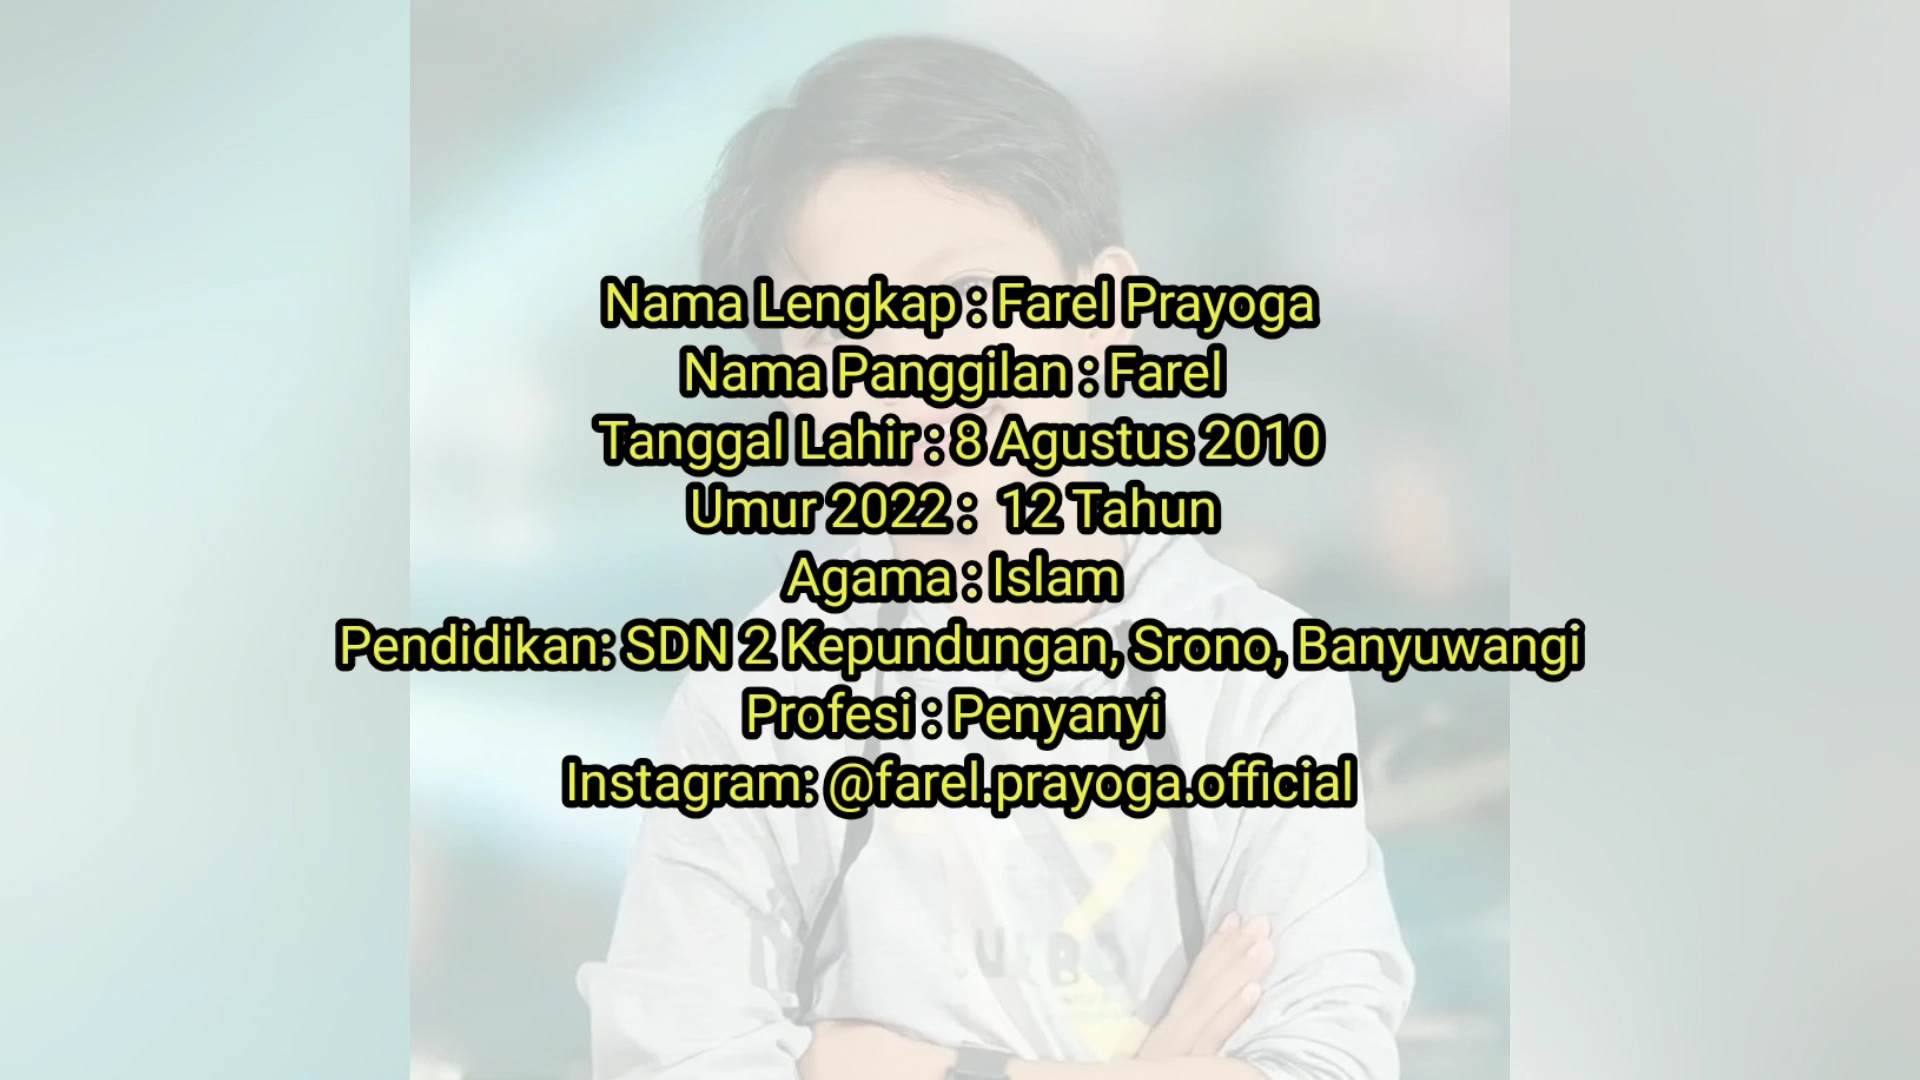 Nama Lengkap : Farel Prayoga
Nama Panggilan : Farel
Tanggal Lahir : 8 Agustus 2010
Umur 2022 :  12 Tahun
Agama : Islam
Pendidikan: SDN 2 Kepundungan, Srono, Banyuwangi
Profesi : Penyanyi
Instagram: @farel.prayoga.official